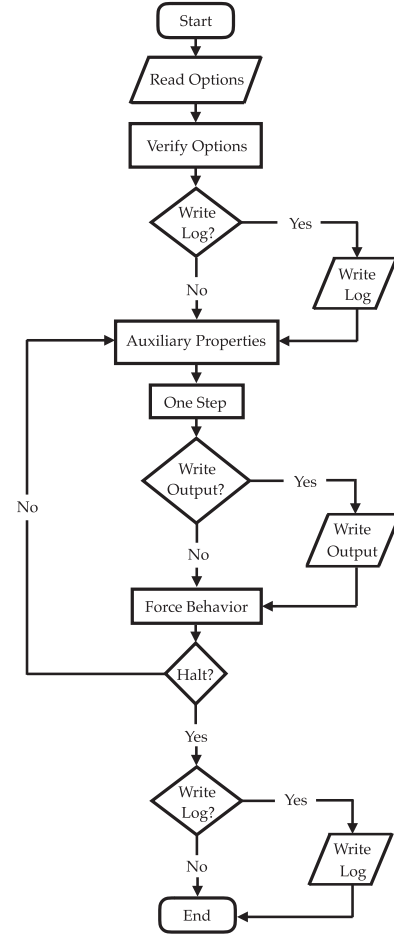 Start
Read Options
Verify Options
Write
Log?
Yes
Write
Log
No
Auxiliary Properties
One Step
Write
Output?
Yes
Write
Output
No
No
Force Behavior
Halt?
Yes
Write
Log?
Yes
Write
Log
No
End